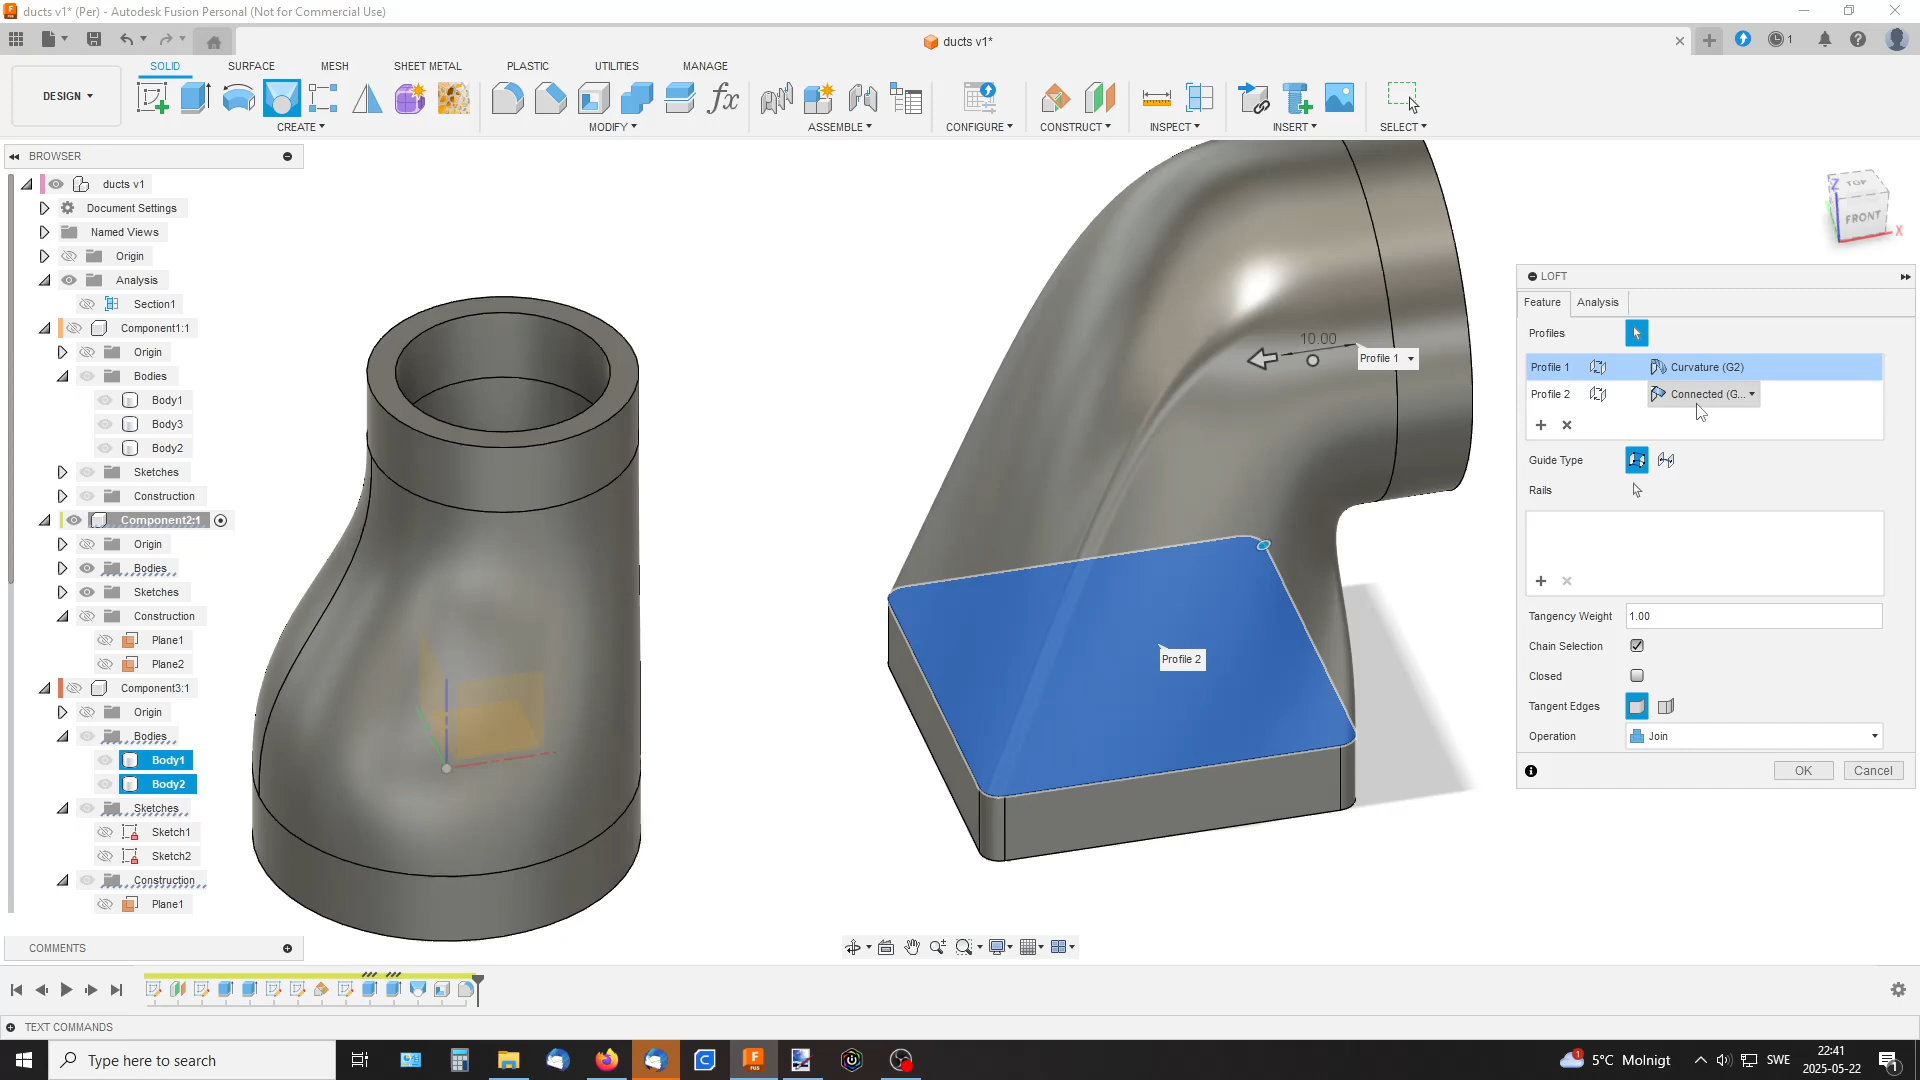 ducts v1* (Per) - Autodesk Fusion Personal (Not for Commercial Use)
ducts v1*
1
DESIGN
SOLID
SURFACE
MESH
SHEET METAL
PLASTIC
UTILITIES
MANAGE
CREATE
MODIFY
ASSEMBLE
CONFIGURE
CONSTRUCT
INSPECT
INSERT
SELECT
BROWSER
ducts v1
Document Settings
Named Views
Origin
Analysis
Section1
Component1:1
Origin
Bodies
Body1
Body3
Body2
Sketches
Construction
Component2:1
Origin
Bodies
Sketches
Construction
Plane1
Plane2
Component3:1
Origin
Bodies
Body1
Body2
Sketches
Sketch1
Sketch2
Construction
Plane1
10.00
Profile 1
Profile 2
TOP
FRONT
Z
X
LOFT
Feature
Analysis
Profiles
Profile 1 Curvature (G2)
Profile 2 Connected (G...
Guide Type
Rails
Tangency Weight 1.00
Chain Selection
Closed
Tangent Edges
Operation Join
OK
Cancel
COMMENTS
TEXT COMMANDS
Type here to search
1
5°C Molnigt
SWE
22:41
2025-05-22
1